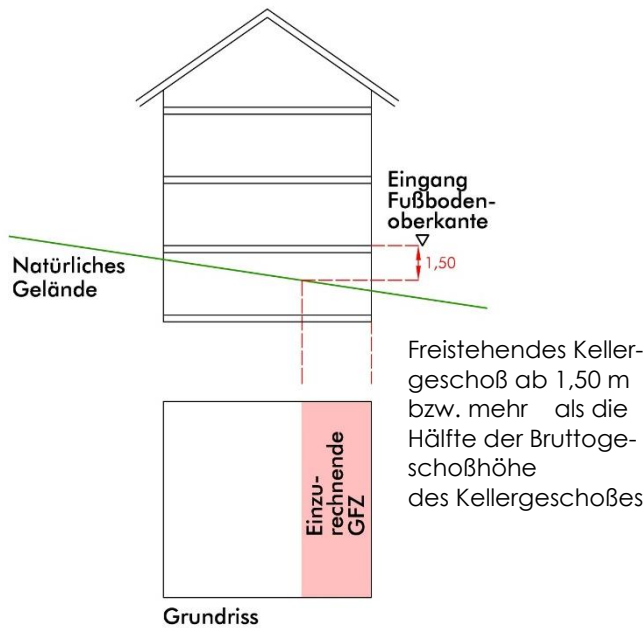 Eingang
Fußboden-
oberkante
1,50
Natürliches
Gelände
Freistehendes Keller-
geschoß ab 1,50 m
bzw. mehr als die
Hälfte der Bruttoge-
schoßhöhe
des Kellergeschoßes
Einzu-
rechnende
GFZ
Grundriss